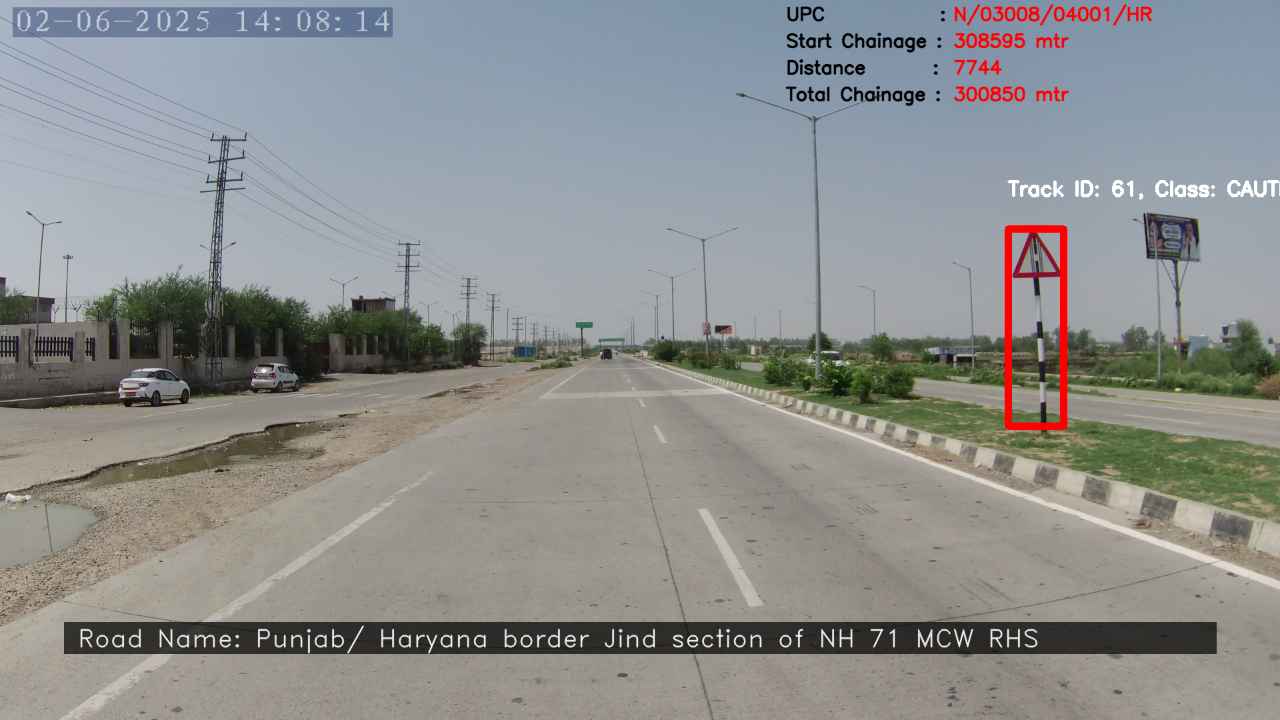 02-06-2025 14:08:14
UPC : N/03008/04001/HR
Start Chainage : 308595 mtr
Distance : 7744
Total Chainage : 300850 mtr
Track ID: 61, Class: CAUT
Road Name: Punjab/ Haryana border Jind section of NH 71 MCW RHS